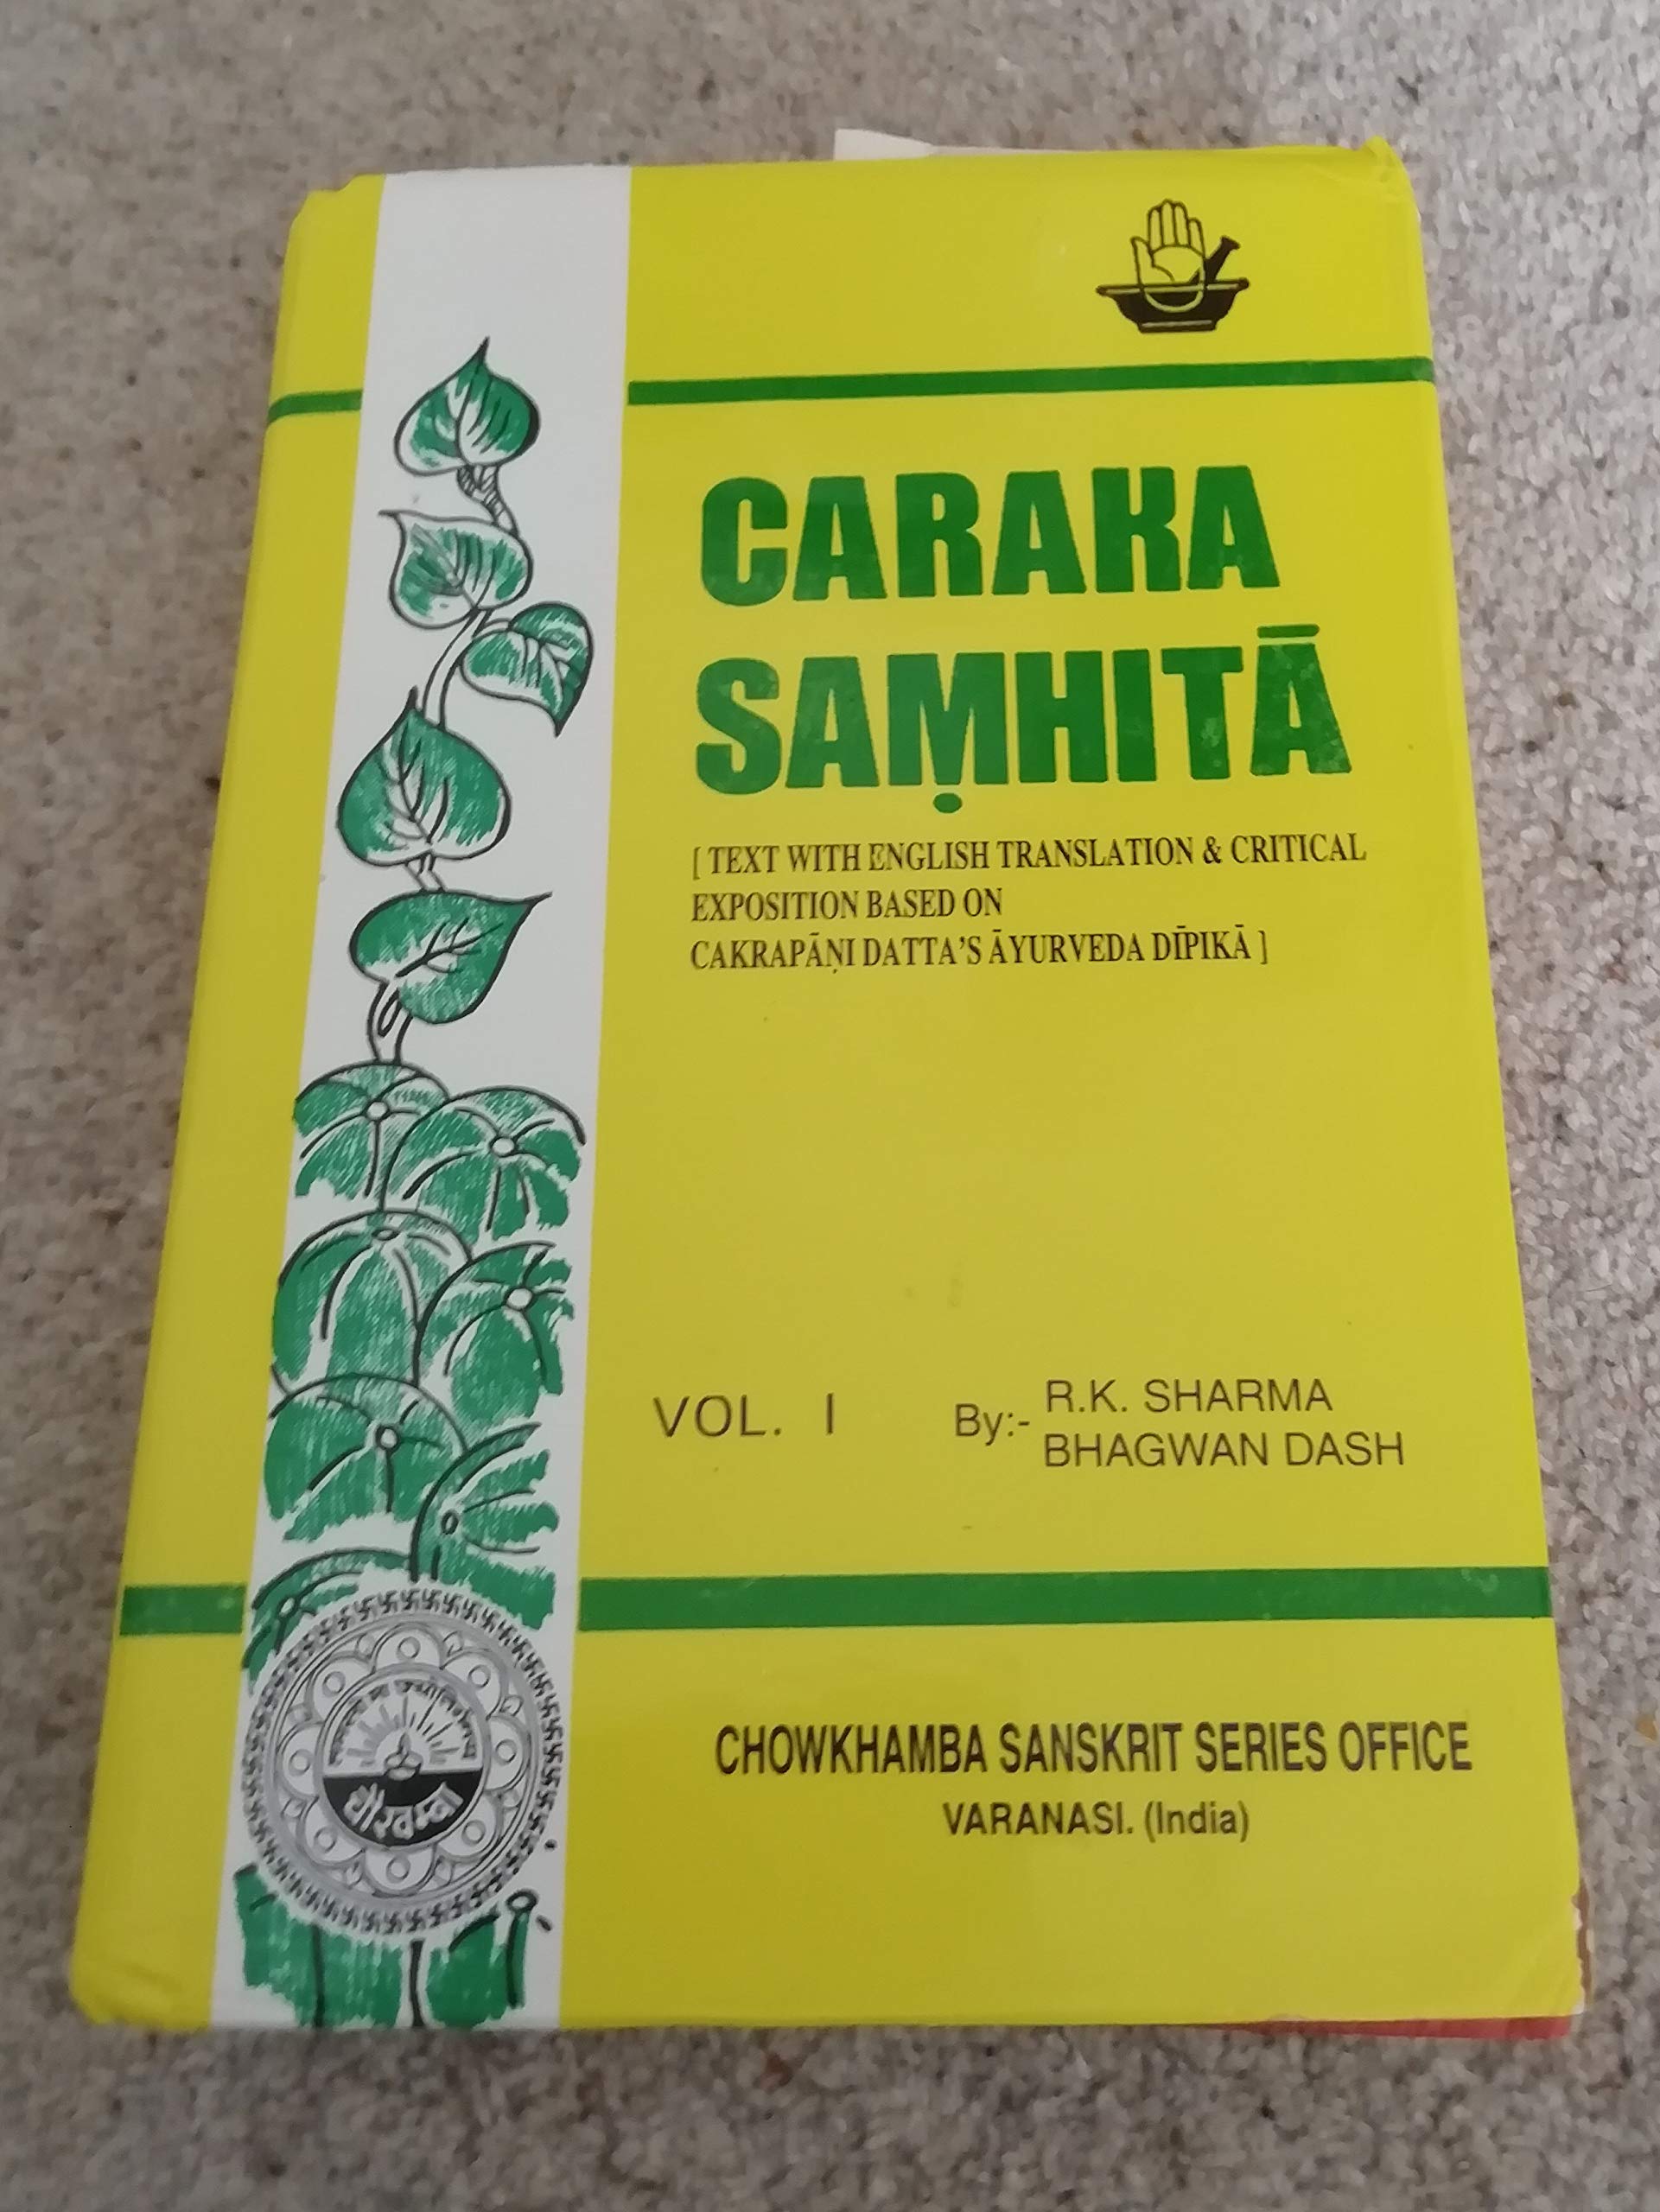 CARAKA
SAṂHITĀ
[ TEXT WITH ENGLISH TRANSLATION & CRITICAL
EXPOSITION BASED ON
CAKRAPĀṆI DATTA'S ĀYURVEDA DĪPIKĀ ]
VOL. I By:- R.K. SHARMA
BHAGWAN DASH
चौखम्बा
CHOWKHAMBA SANSKRIT SERIES OFFICE
VARANASI. (India)